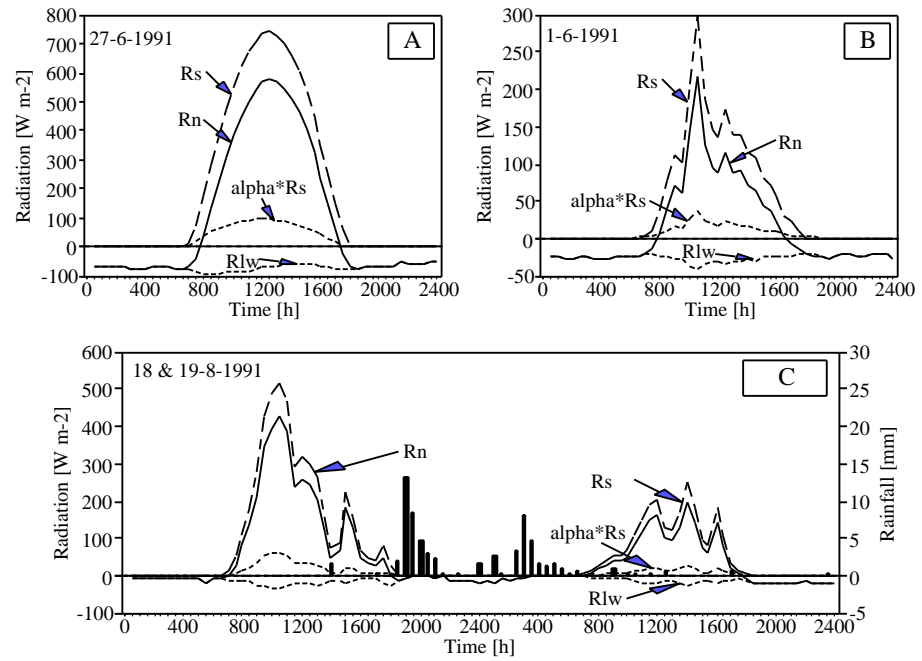 27-6-1991
A
Radiation [W m-2]
800
700
600
500
400
300
200
100
0
-100
Rs
Rn
alpha*Rs
Rlw
0 400 800 1200 1600 2000 2400
Time [h]
1-6-1991
B
Radiation [W m-2]
300
250
200
150
100
50
0
-50
Rs
Rn
alpha*Rs
Rlw
0 400 800 1200 1600 2000 2400
Time [h]
18 & 19-8-1991
C
Radiation [W m-2]
600
500
400
300
200
100
0
-100
Rn
Rs
alpha*Rs
Rlw
30
25
20
15
10
5
0
-5
Rainfall [mm]
0 400 800 1200 1600 2000 2400 400 800 1200 1600 2000 2400
Time [h]